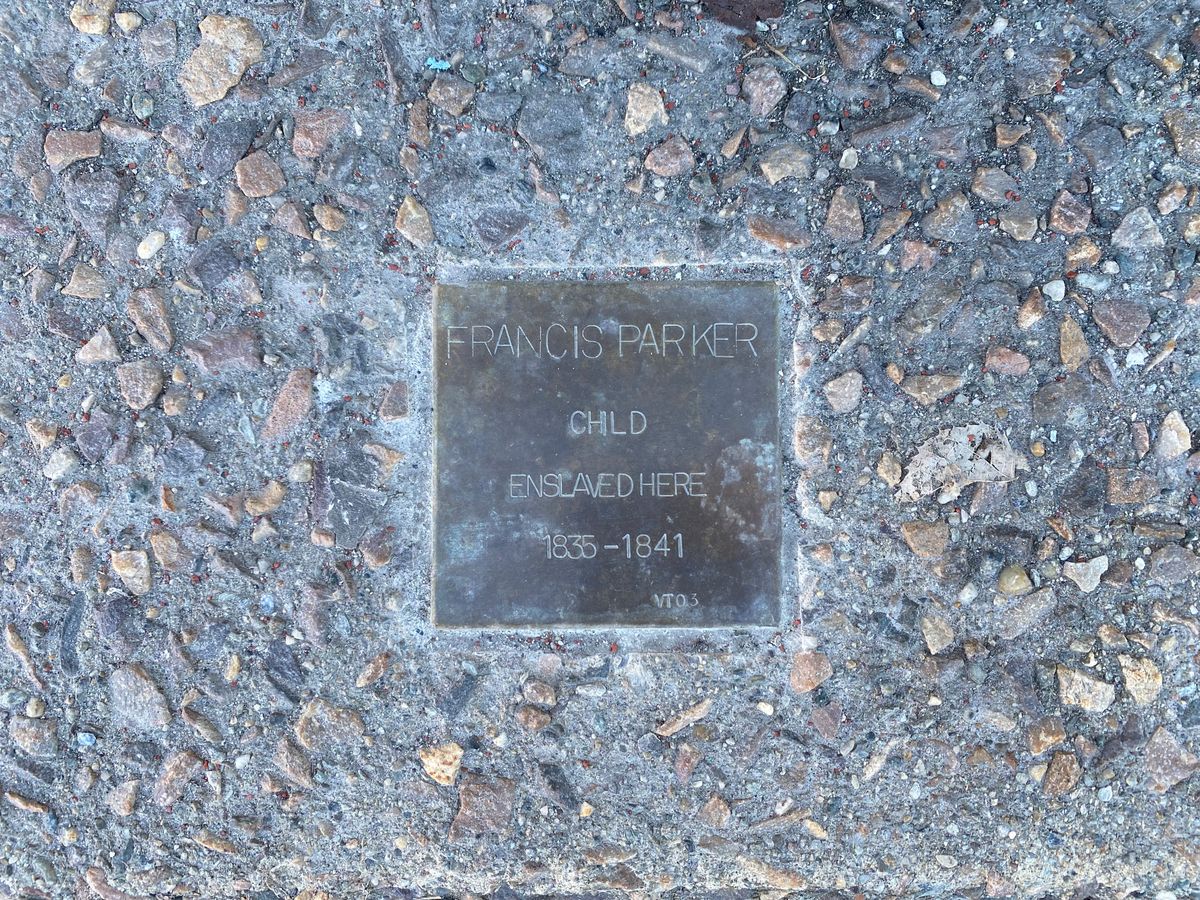 FRANCIS PARKER
CHILD
ENSLAVED HERE
1835-1841
VT03